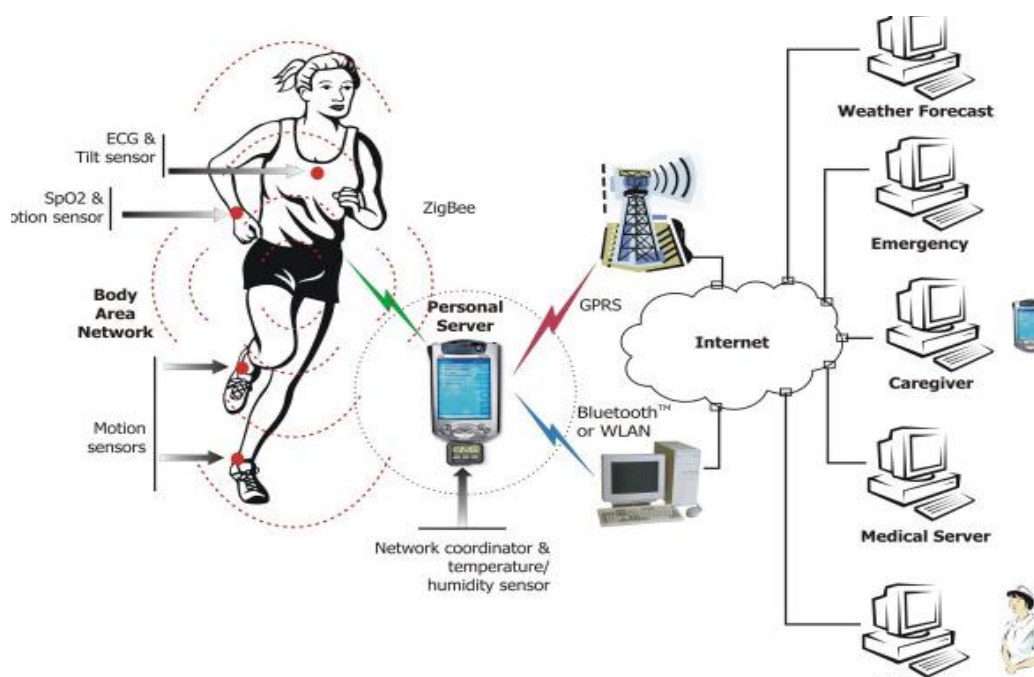 ECG &
Tilt sensor
SpO2 &
otion sensor
Body
Area
Network
Motion
sensors
ZigBee
Personal
Server
Network coordinator &
temperature/
humidity sensor
GPRS
Bluetooth™
or WLAN
Internet
Weather Forecast
Emergency
Caregiver
Medical Server